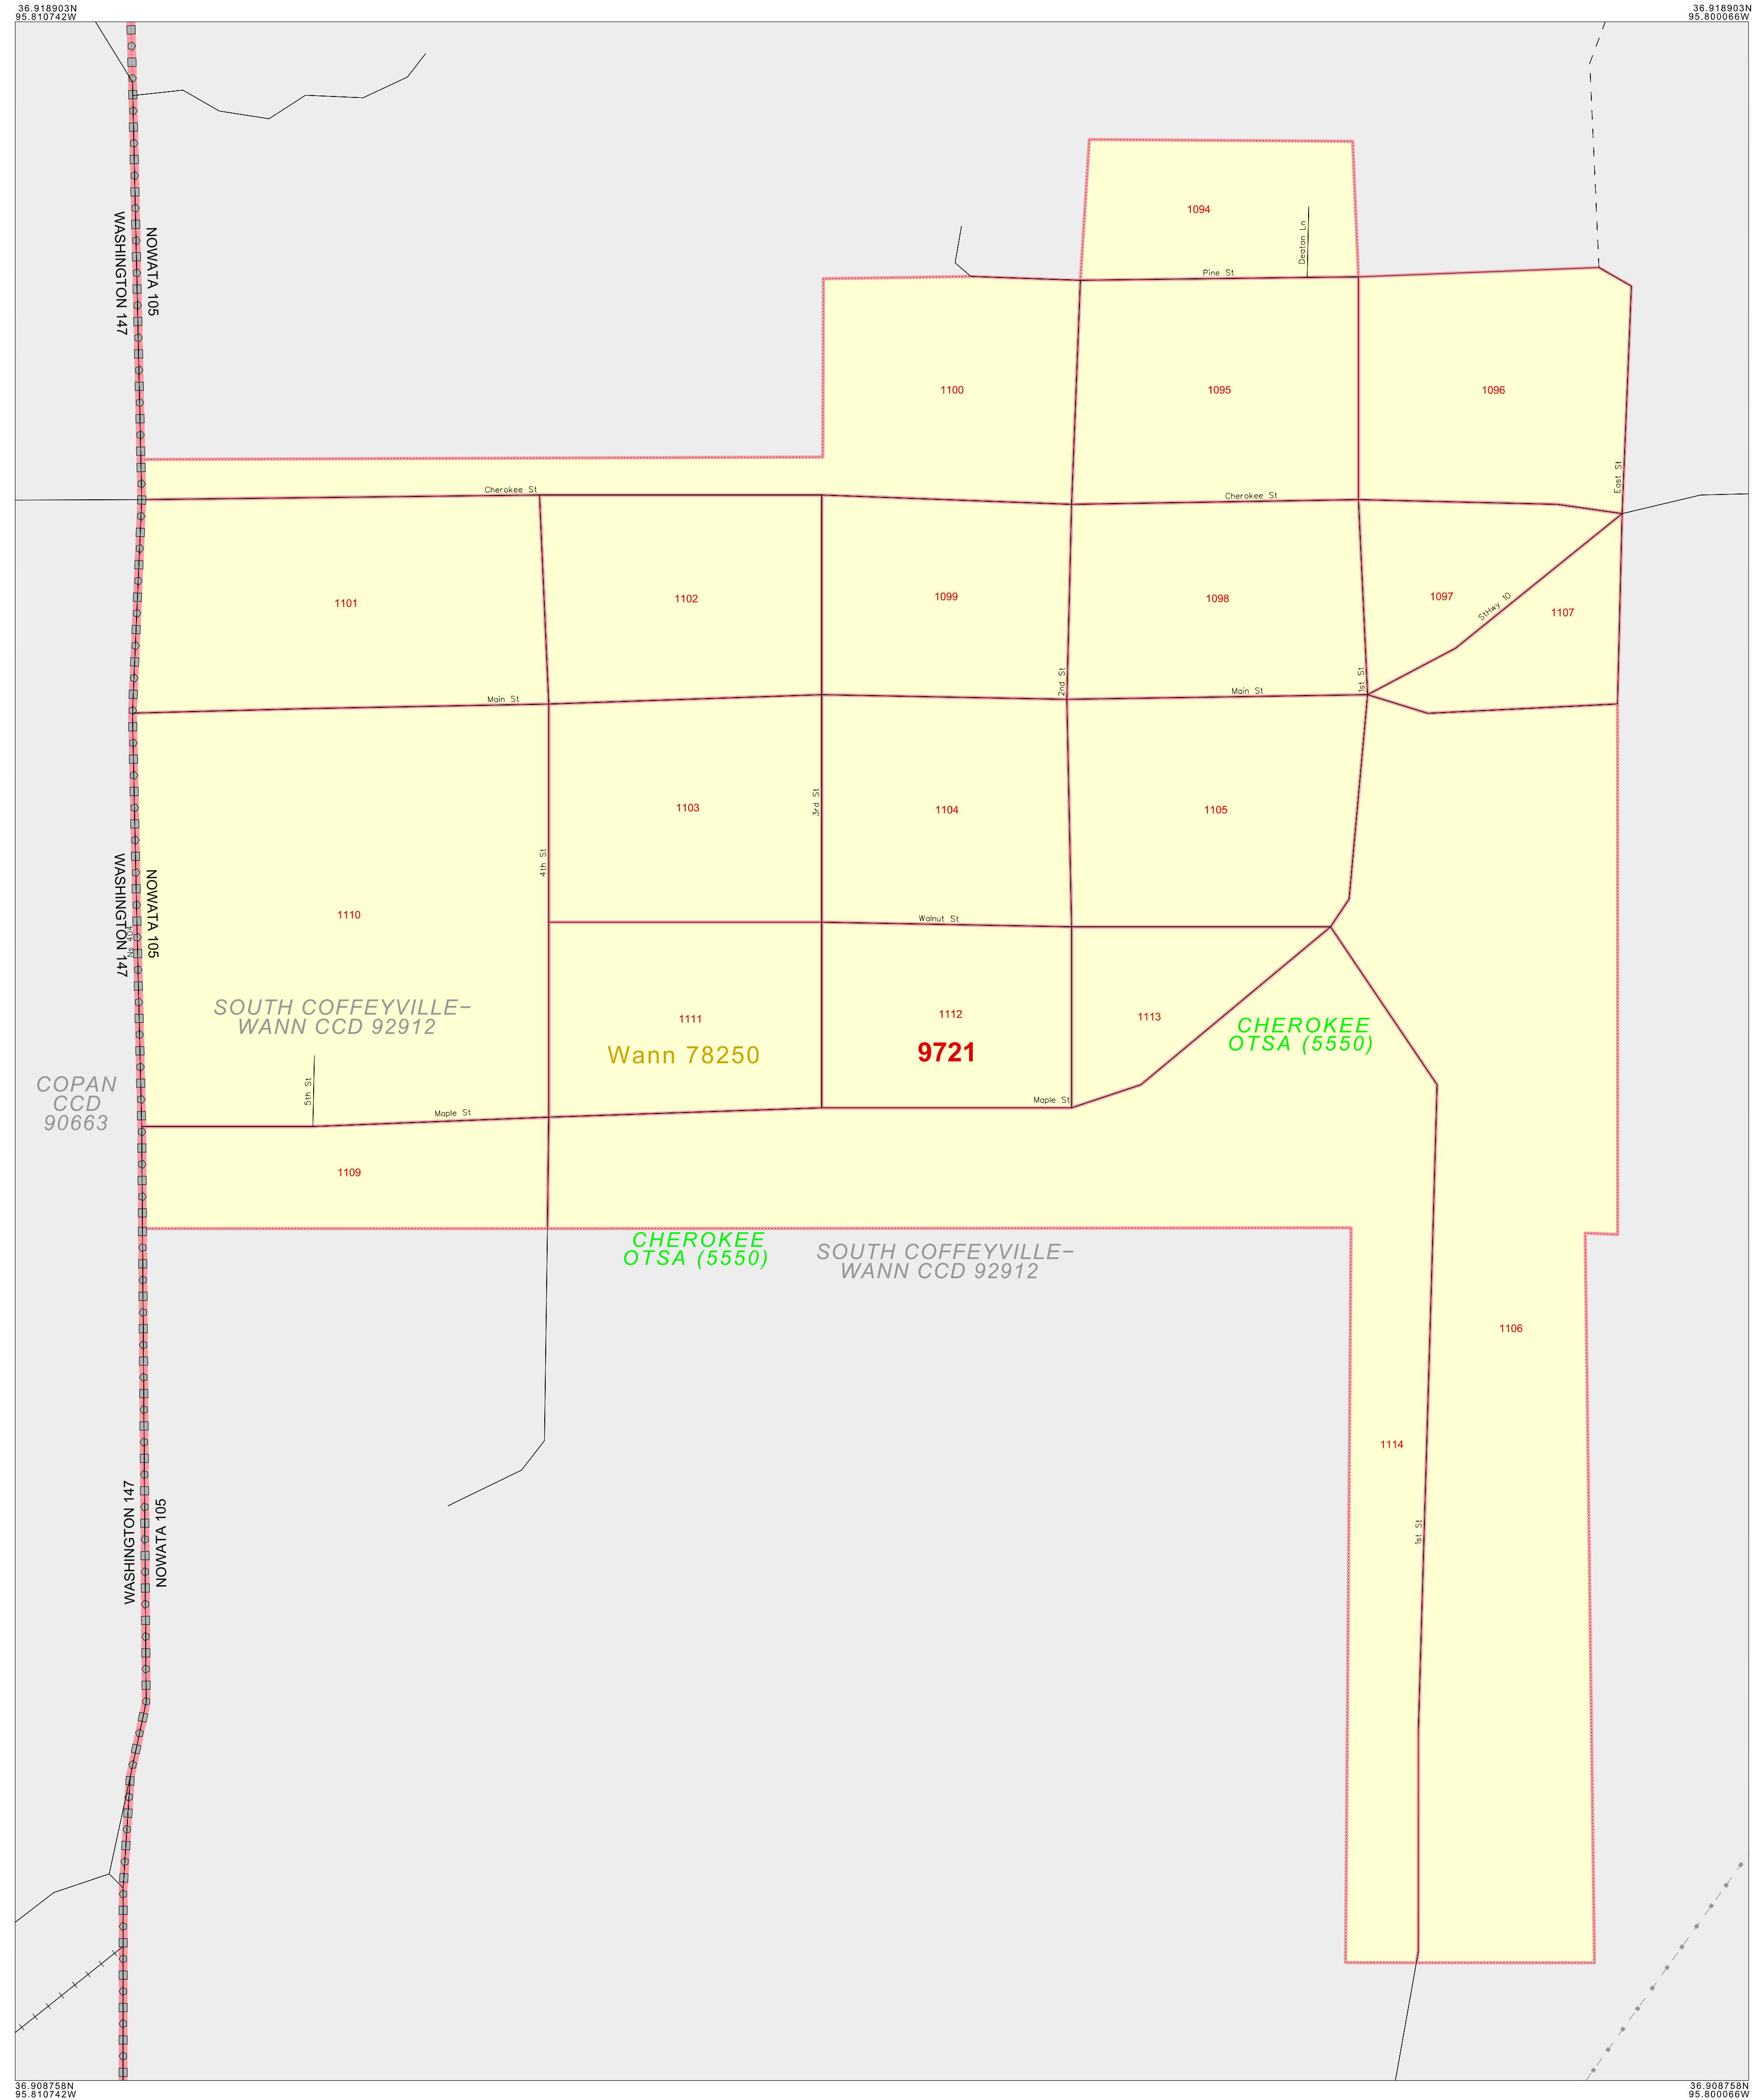 36.918903N
95.810742W
36.918903N
95.800066W
NOWATA 105
WASHINGTON 147
1094
Deaton Ln
Pine St
1100
1095
1096
East St
Cherokee St
Cherokee St
1101
1102
1099
1098
1097
StHwy 10
1107
2nd St
1st St
Main St
Main St
1103
3rd St
1104
1105
4th St
NOWATA 105
WASHINGTON 147
Ns 404
1110
Walnut St
SOUTH COFFEYVILLE–
WANN CCD 92912
1111
1112
1113
CHEROKEE
OTSA (5550)
Wann 78250
9721
COPAN
CCD
90663
5th St
Maple St
Maple St
1109
CHEROKEE
OTSA (5550)
SOUTH COFFEYVILLE–
WANN CCD 92912
1106
1114
1st St
WASHINGTON 147
NOWATA 105
36.908758N
95.810742W
36.908758N
95.800066W